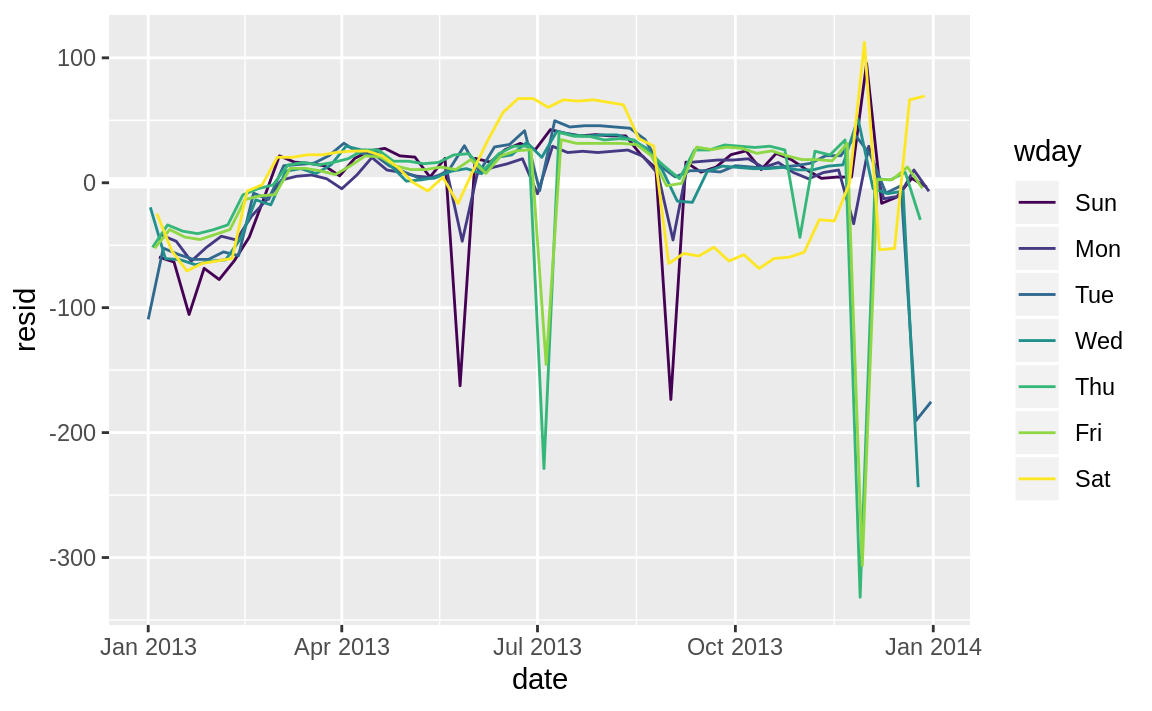 100
0
-100
-200
-300
resid
Jan 2013
Apr 2013
Jul 2013
Oct 2013
Jan 2014
date
wday
Sun
Mon
Tue
Wed
Thu
Fri
Sat